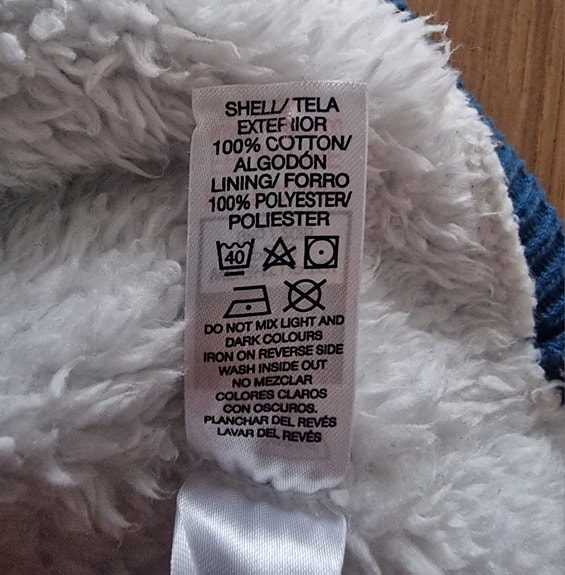 SHELL/ TELA
EXTERIOR
100% COTTON/
ALGODÓN
LINING/ FORRO
100% POLYESTER/
POLIESTER
40
DO NOT MIX LIGHT AND
DARK COLOURS
IRON ON REVERSE SIDE
WASH INSIDE OUT
NO MEZCLAR
COLORES CLAROS
CON OSCUROS.
PLANCHAR DEL REVÉS
LAVAR DEL REVÉS